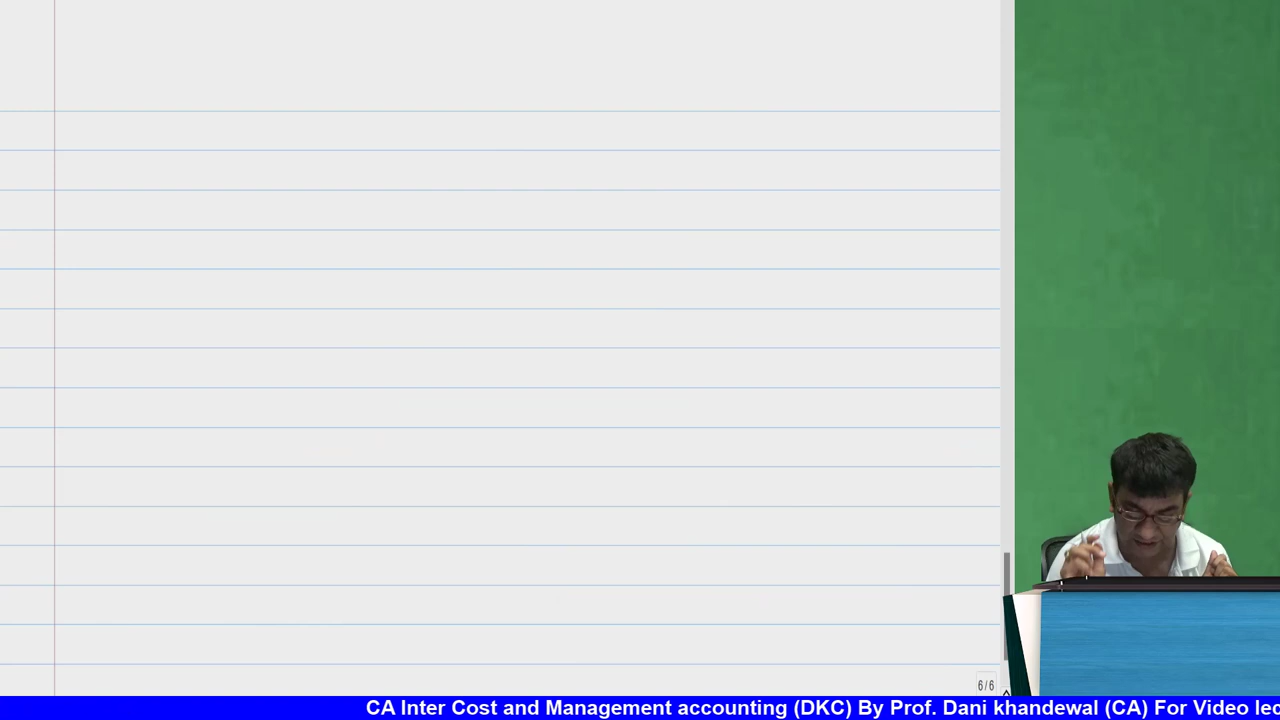 6/6
CA Inter Cost and Management accounting (DKC) By Prof. Dani khandewal (CA) For Video lec